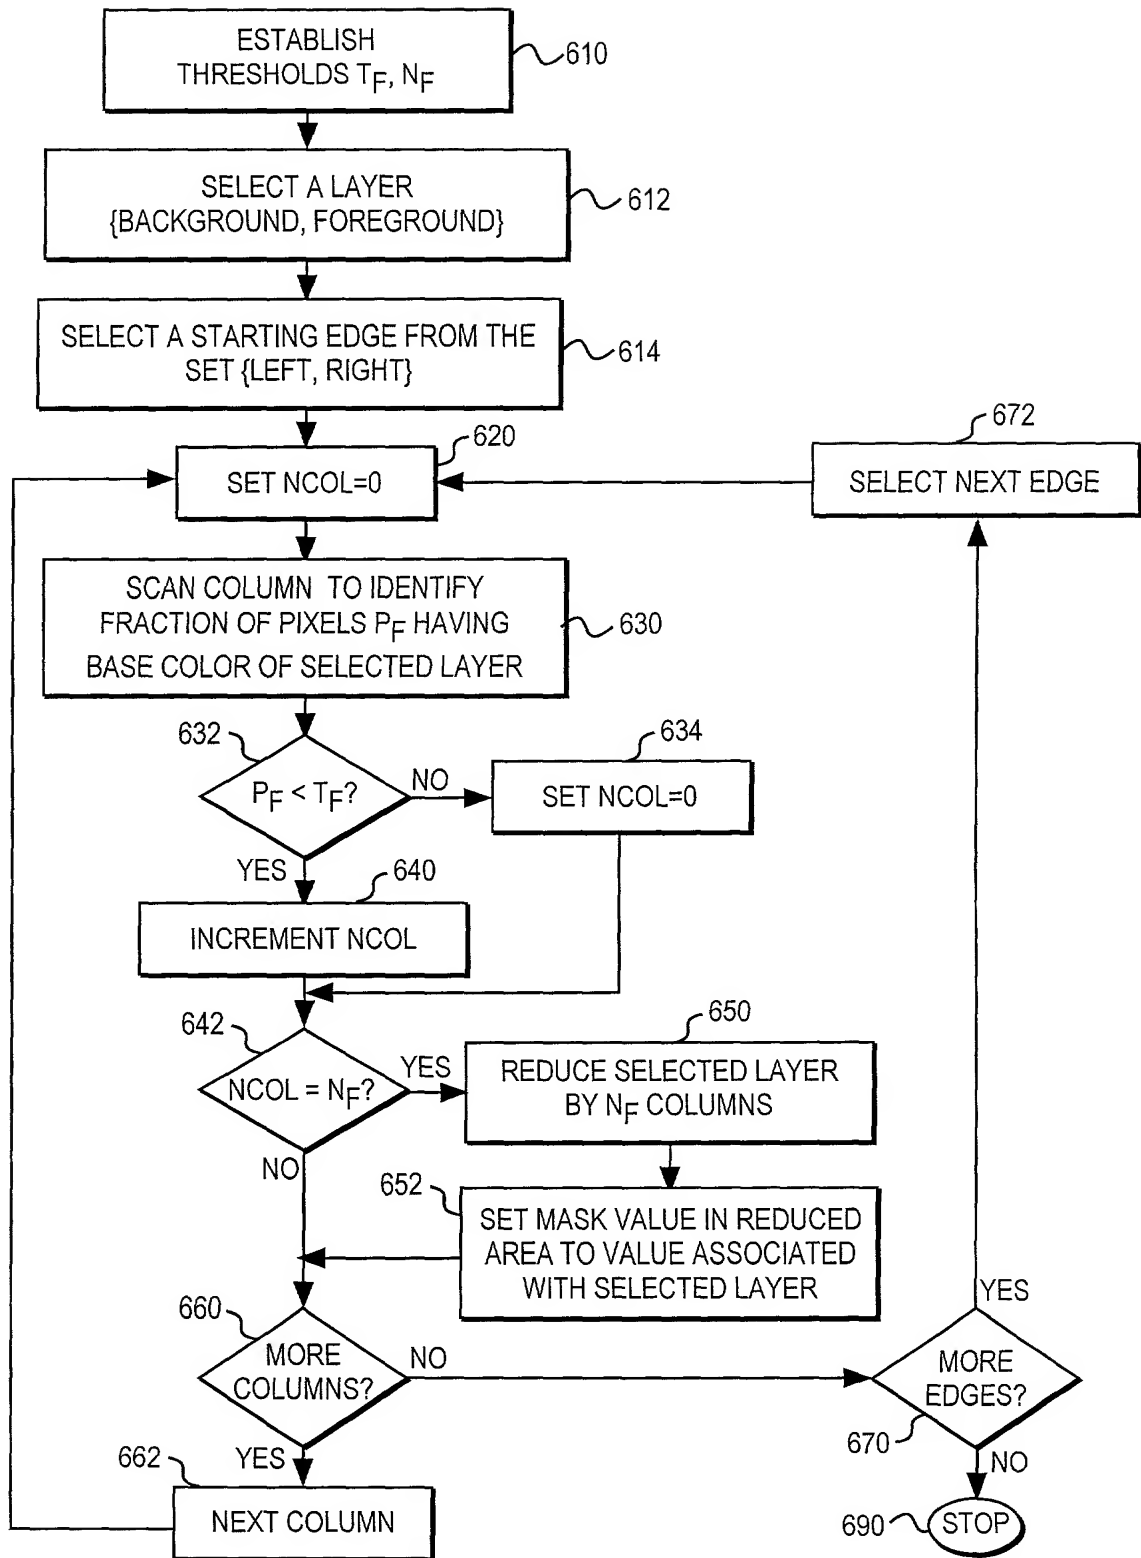 ESTABLISH
THRESHOLDS TF, NF
610
SELECT A LAYER
{BACKGROUND, FOREGROUND}
612
SELECT A STARTING EDGE FROM THE
SET {LEFT, RIGHT}
614
620
SET NCOL=0
672
SELECT NEXT EDGE
SCAN COLUMN TO IDENTIFY
FRACTION OF PIXELS PF HAVING
BASE COLOR OF SELECTED LAYER
630
632
PF < TF?
NO
634
SET NCOL=0
YES
640
INCREMENT NCOL
642
NCOL = NF?
YES
650
REDUCE SELECTED LAYER
BY NF COLUMNS
NO
652
SET MASK VALUE IN REDUCED
AREA TO VALUE ASSOCIATED
WITH SELECTED LAYER
660
MORE
COLUMNS?
NO
YES
MORE
EDGES?
670
YES
662
NEXT COLUMN
NO
690
STOP